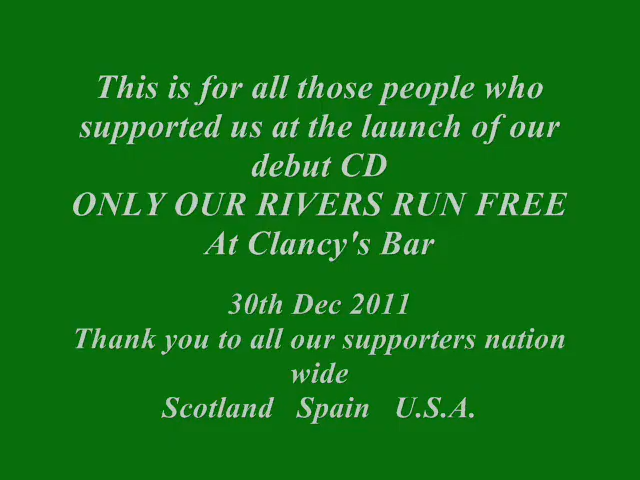 This is for all those people who
supported us at the launch of our
debut CD
ONLY OUR RIVERS RUN FREE
At Clancy's Bar
30th Dec 2011
Thank you to all our supporters nation
wide
Scotland Spain U.S.A.